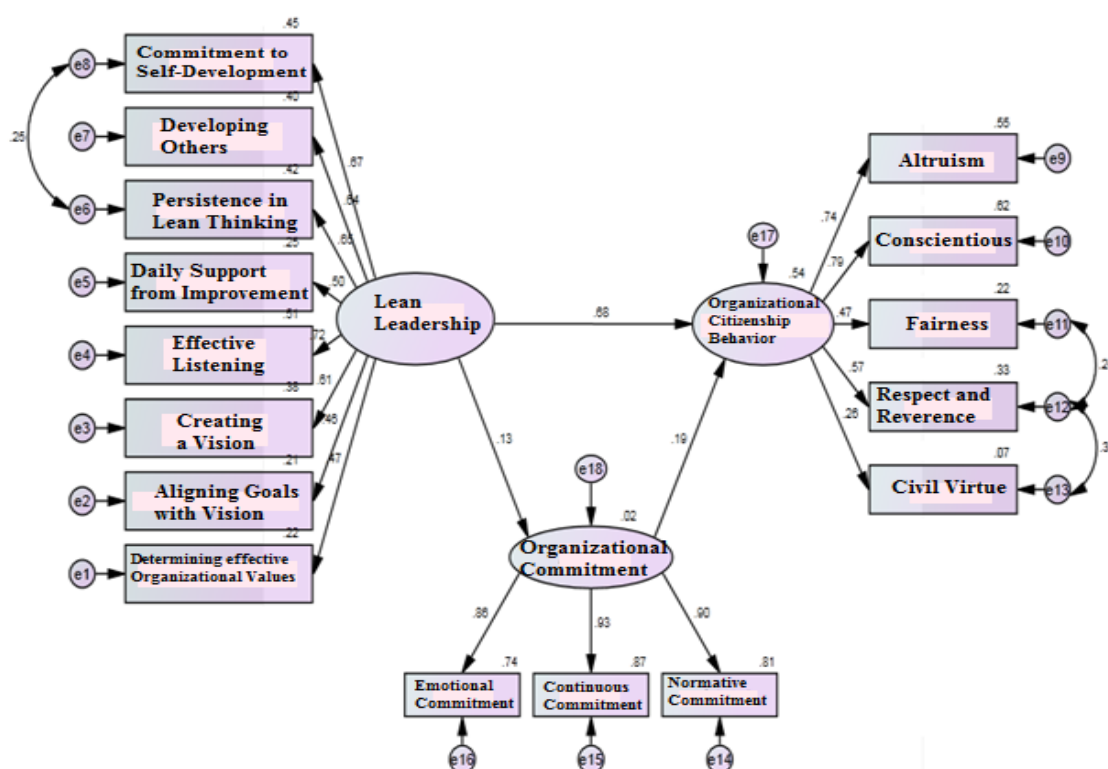 .45
e8
Commitment to
Self-Development
.40
e7
Developing
Others
.25
.42
e6
Persistence in
Lean Thinking
.25
e5
Daily Support
from Improvement
.51
e4
Effective
Listening
.38
e3
Creating
a Vision
.21
e2
Aligning Goals
with Vision
.22
e1
Determining effective
Organizational Values
.67
.64
.65
.50
.72
.61
.46
.47
Lean
Leadership
.68
.13
.19
e17
.54
Organizational
Citizenship
Behavior
.74
.79
.47
.57
.26
.55
Altruism
e9
.62
Conscientious
e10
.22
Fairness
e11
.33
Respect and
Reverence
e12
.07
Civil Virtue
e13
e18
.02
Organizational
Commitment
.86
.93
.90
.74
Emotional
Commitment
e16
.87
Continuous
Commitment
e15
.81
Normative
Commitment
e14